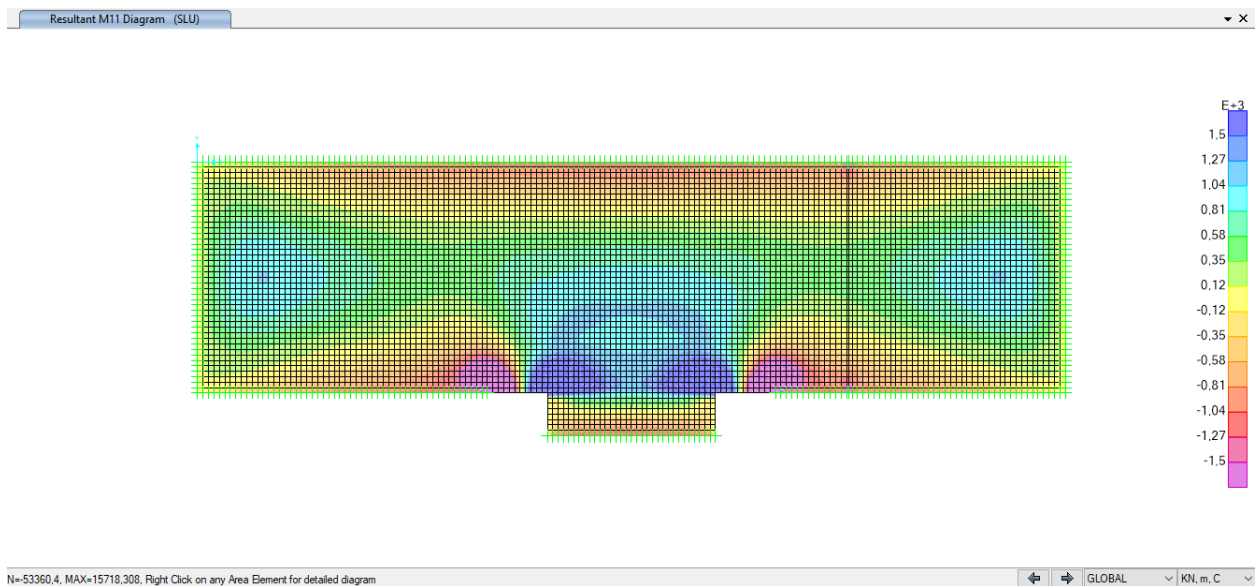 Resultant M11 Diagram (SLU)
E+3
1.5
1,27
1,04
0,81
0,58
0,35
0,12
-0,12
-0,35
-0,58
-0,81
-1,04
-1,27
-1.5
N=-53360,4, MAX=15718,308, Right Click on any Area Element for detailed diagram
GLOBAL
KN, m, C